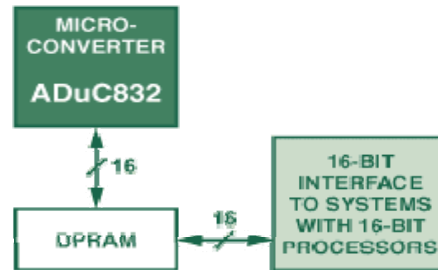 MICRO-
CONVERTER
ADuC832
16
16
DPRAM
16-BIT
INTERFACE
TO SYSTEMS
WITH 16-BIT
PROCESSORS